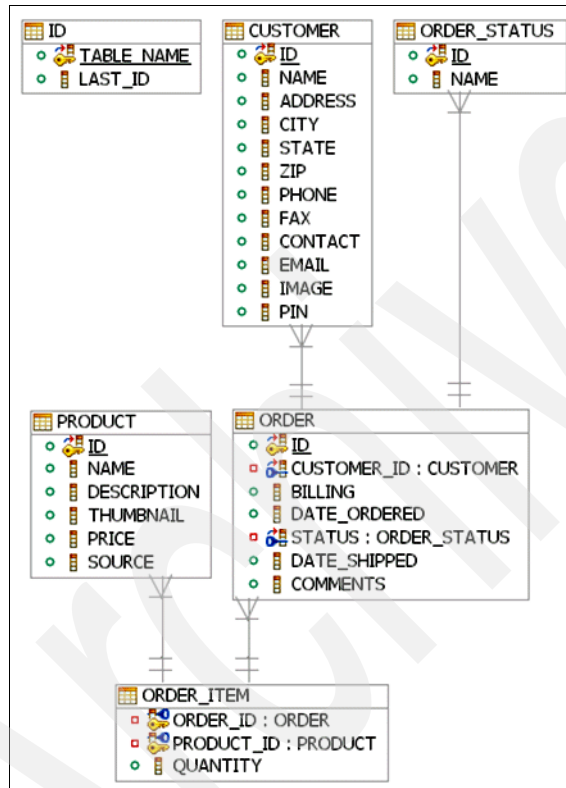 ID
TABLE_NAME
LAST_ID
CUSTOMER
ID
NAME
ADDRESS
CITY
STATE
ZIP
PHONE
FAX
CONTACT
EMAIL
IMAGE
PIN
ORDER_STATUS
ID
NAME
PRODUCT
ID
NAME
DESCRIPTION
THUMBNAIL
PRICE
SOURCE
ORDER
ID
CUSTOMER_ID : CUSTOMER
BILLING
DATE_ORDERED
STATUS : ORDER_STATUS
DATE_SHIPPED
COMMENTS
ORDER_ITEM
ORDER_ID : ORDER
PRODUCT_ID : PRODUCT
QUANTITY